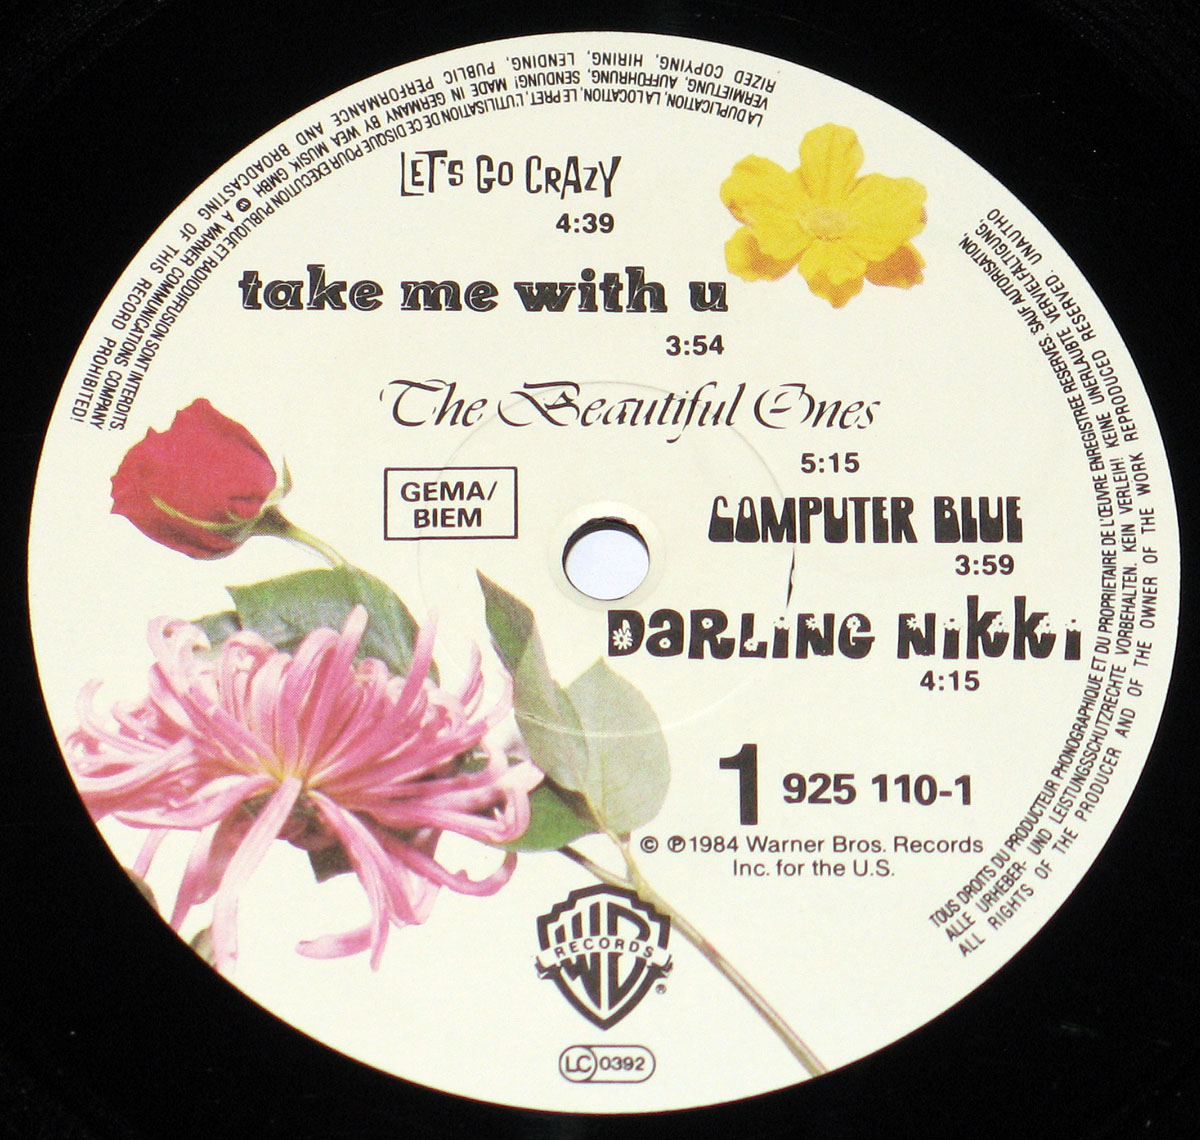 LET'S GO CRAZY
4:39
take me with u
3:54
The Beautiful Ones
5:15
GEMA/
BIEM
COMPUTER BLUE
3:59
DARLING NIKKI
4:15
1 925 110-1
© ℗ 1984 Warner Bros. Records
Inc. for the U.S.
WB
RECORDS
®
LC 0392
TOUS DROITS DU PRODUCTEUR PHONOGRAPHIQUE ET DU PROPRIETAIRE DE L'ŒUVRE ENREGISTREE RESERVES. SAUF AUTORISATION,
LA DUPLICATION, LA LOCATION, LE PRET, L'UTILISATION DE CE DISQUE POUR EXECUTION PUBLIQUE ET RADIODIFFUSION SONT INTERDITS.
ALLE URHEBER- UND LEISTUNGSSCHUTZRECHTE VORBEHALTEN. KEIN VERLEIH! KEINE UNERLAUBTE VERVIELFÄLTIGUNG,
VERMIETUNG, AUFFÜHRUNG, SENDUNG! MADE IN GERMANY BY WEA MUSIK GMBH A WARNER COMMUNICATIONS COMPANY
ALL RIGHTS OF THE PRODUCER AND OF THE OWNER OF THE WORK REPRODUCED RESERVED. UNAUTHO
RIZED COPYING, HIRING, LENDING, PUBLIC PERFORMANCE AND BROADCASTING OF THIS RECORD PROHIBITED!